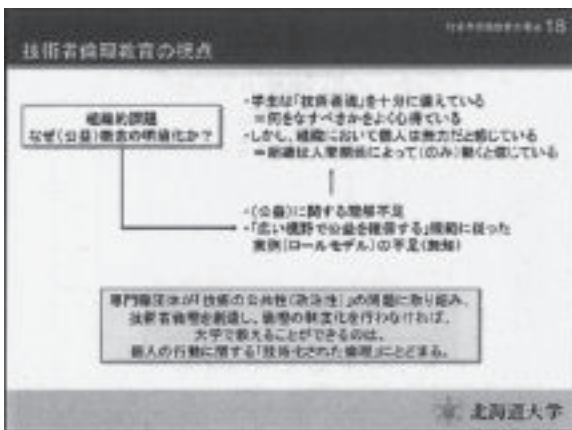 18
技術者倫理教育の視点
組織的課題
なぜ(公益)概念の明確化か？
・学生は「技術者魂」を十分に備えている
＝何をなすべきかをよく心得ている
・しかし、組織において個人は無力だと感じている
＝組織は人間関係によって(のみ)動くと信じている
・(公益)に関する理解不足
・「広い視野で公益を確保する」規範に従った
実例(ロールモデル)の不足(無知)
専門職団体が「技術の公共性(政治性)」の問題に取り組み、
技術者倫理を創造し、倫理の制度化を行わなければ、
大学で教えることができるのは、
個人の行動に関する「技術化された倫理」にとどまる。
北海道大学